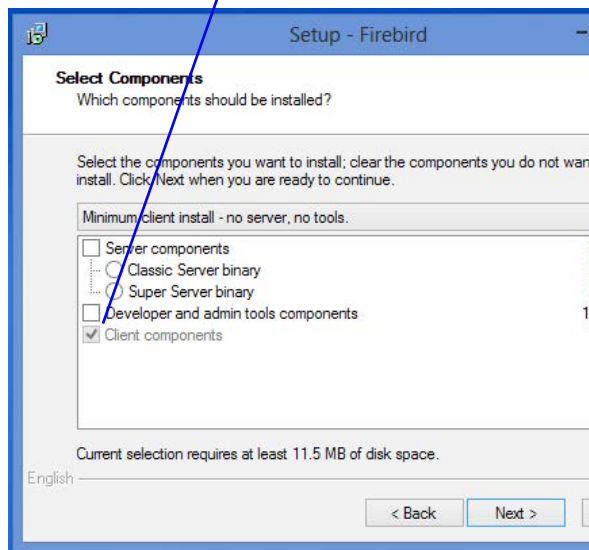 Setup - Firebird
Select Components
Which components should be installed?
Select the components you want to install; clear the components you do not wan
install. Click Next when you are ready to continue.
Minimum client install - no server, no tools.
Server components
Classic Server binary
Super Server binary
Developer and admin tools components 1
Client components
Current selection requires at least 11.5 MB of disk space.
English
< Back Next >